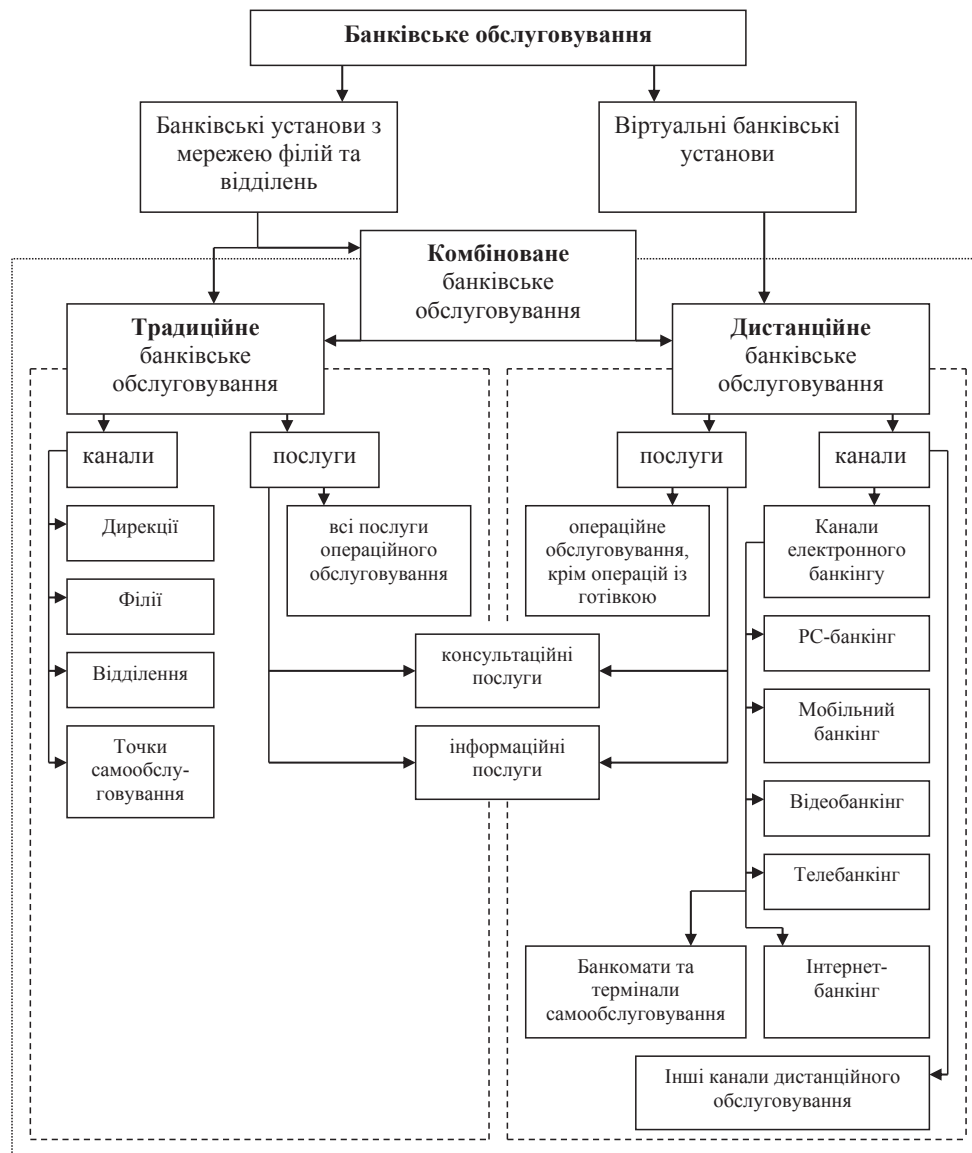 Банківське обслуговування
Банківські установи з
мережею філій та
відділень
Віртуальні банківські
установи
Комбіноване
банківське
обслуговування
Традиційне
банківське
обслуговування
Дистанційне
банківське
обслуговування
канали
послуги
послуги
канали
Дирекції
Філії
Відділення
Точки
самообслу-
говування
всі послуги
операційного
обслуговування
операційне
обслуговування,
крім операцій із
готівкою
консультаційні
послуги
інформаційні
послуги
Канали
електронного
банкінгу
РС-банкінг
Мобільний
банкінг
Відеобанкінг
Телебанкінг
Банкомати та
термінали
самообслуговування
Інтернет-
банкінг
Інші канали дистанційного
обслуговування